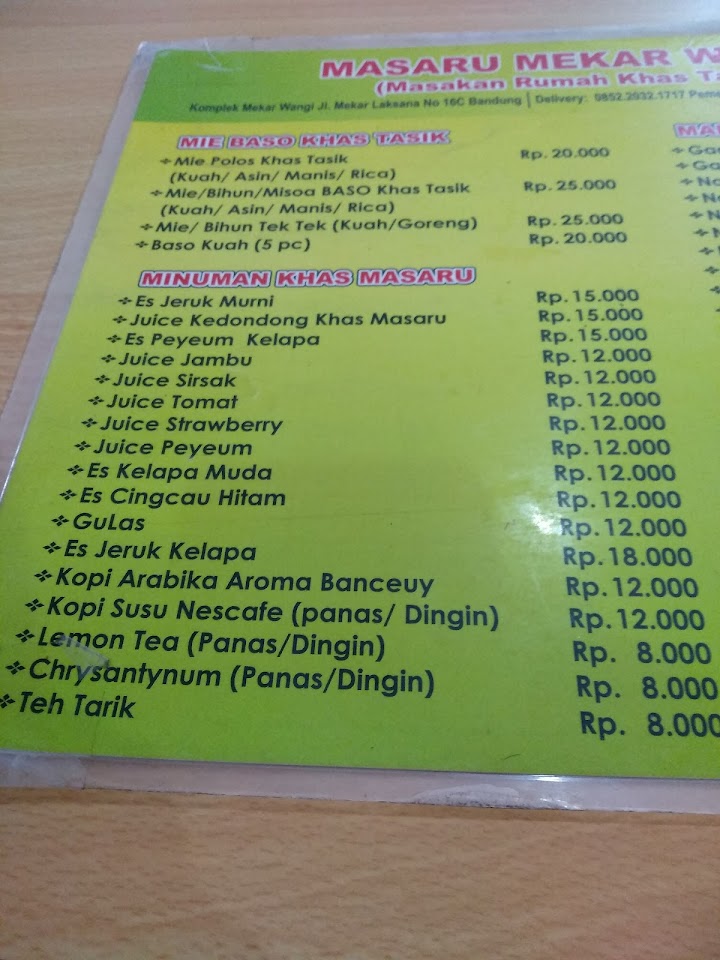 MASARU MEKAR
(Masakan Rumah Khas
Komplek Mekar Wangi Jl. Mekar Laksana No 16C Bandung | Delivery: 0852.2032.1717
MIE BASO KHAS TASIK
Mie Polos Khas Tasik Rp. 20.000
(Kuah/ Asin/ Manis/ Rica)
Mie/Bihun/Misoa BASO Khas Tasik Rp. 25.000
(Kuah/ Asin/ Manis/ Rica)
Mie/ Bihun Tek Tek (Kuah/Goreng) Rp. 25.000
Baso Kuah (5 pc) Rp. 20.000
MINUMAN KHAS MASARU
Es Jeruk Murni Rp. 15.000
Juice Kedondong Khas Masaru Rp. 15.000
Es Peyeum Kelapa Rp. 15.000
Juice Jambu Rp. 12.000
Juice Sirsak Rp. 12.000
Juice Tomat Rp. 12.000
Juice Strawberry Rp. 12.000
Juice Peyeum Rp. 12.000
Es Kelapa Muda Rp. 12.000
Es Cingcau Hitam Rp. 12.000
GuLas Rp. 12.000
Es Jeruk Kelapa Rp. 18.000
Kopi Arabika Aroma Banceuy Rp. 12.000
Kopi Susu Nescafe (panas/ Dingin) Rp. 12.000
Lemon Tea (Panas/Dingin) Rp. 8.000
Chrysantynum (Panas/Dingin) Rp. 8.000
Teh Tarik Rp. 8.000